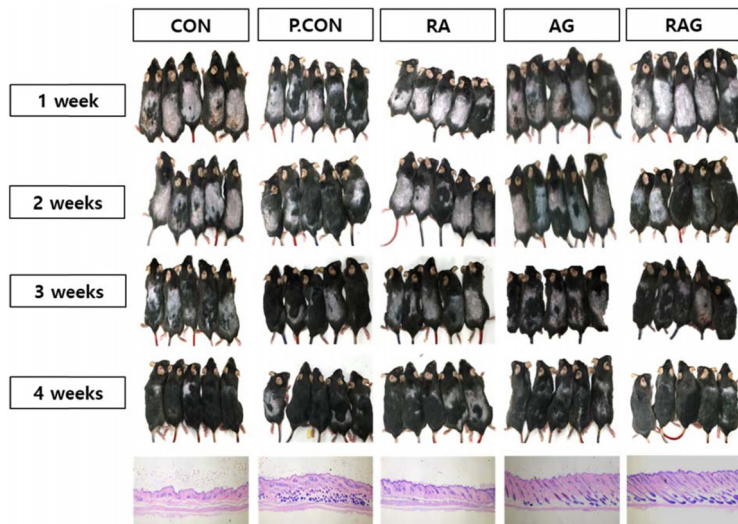 CON
P.CON
RA
AG
RAG
1 week
2 weeks
3 weeks
4 weeks